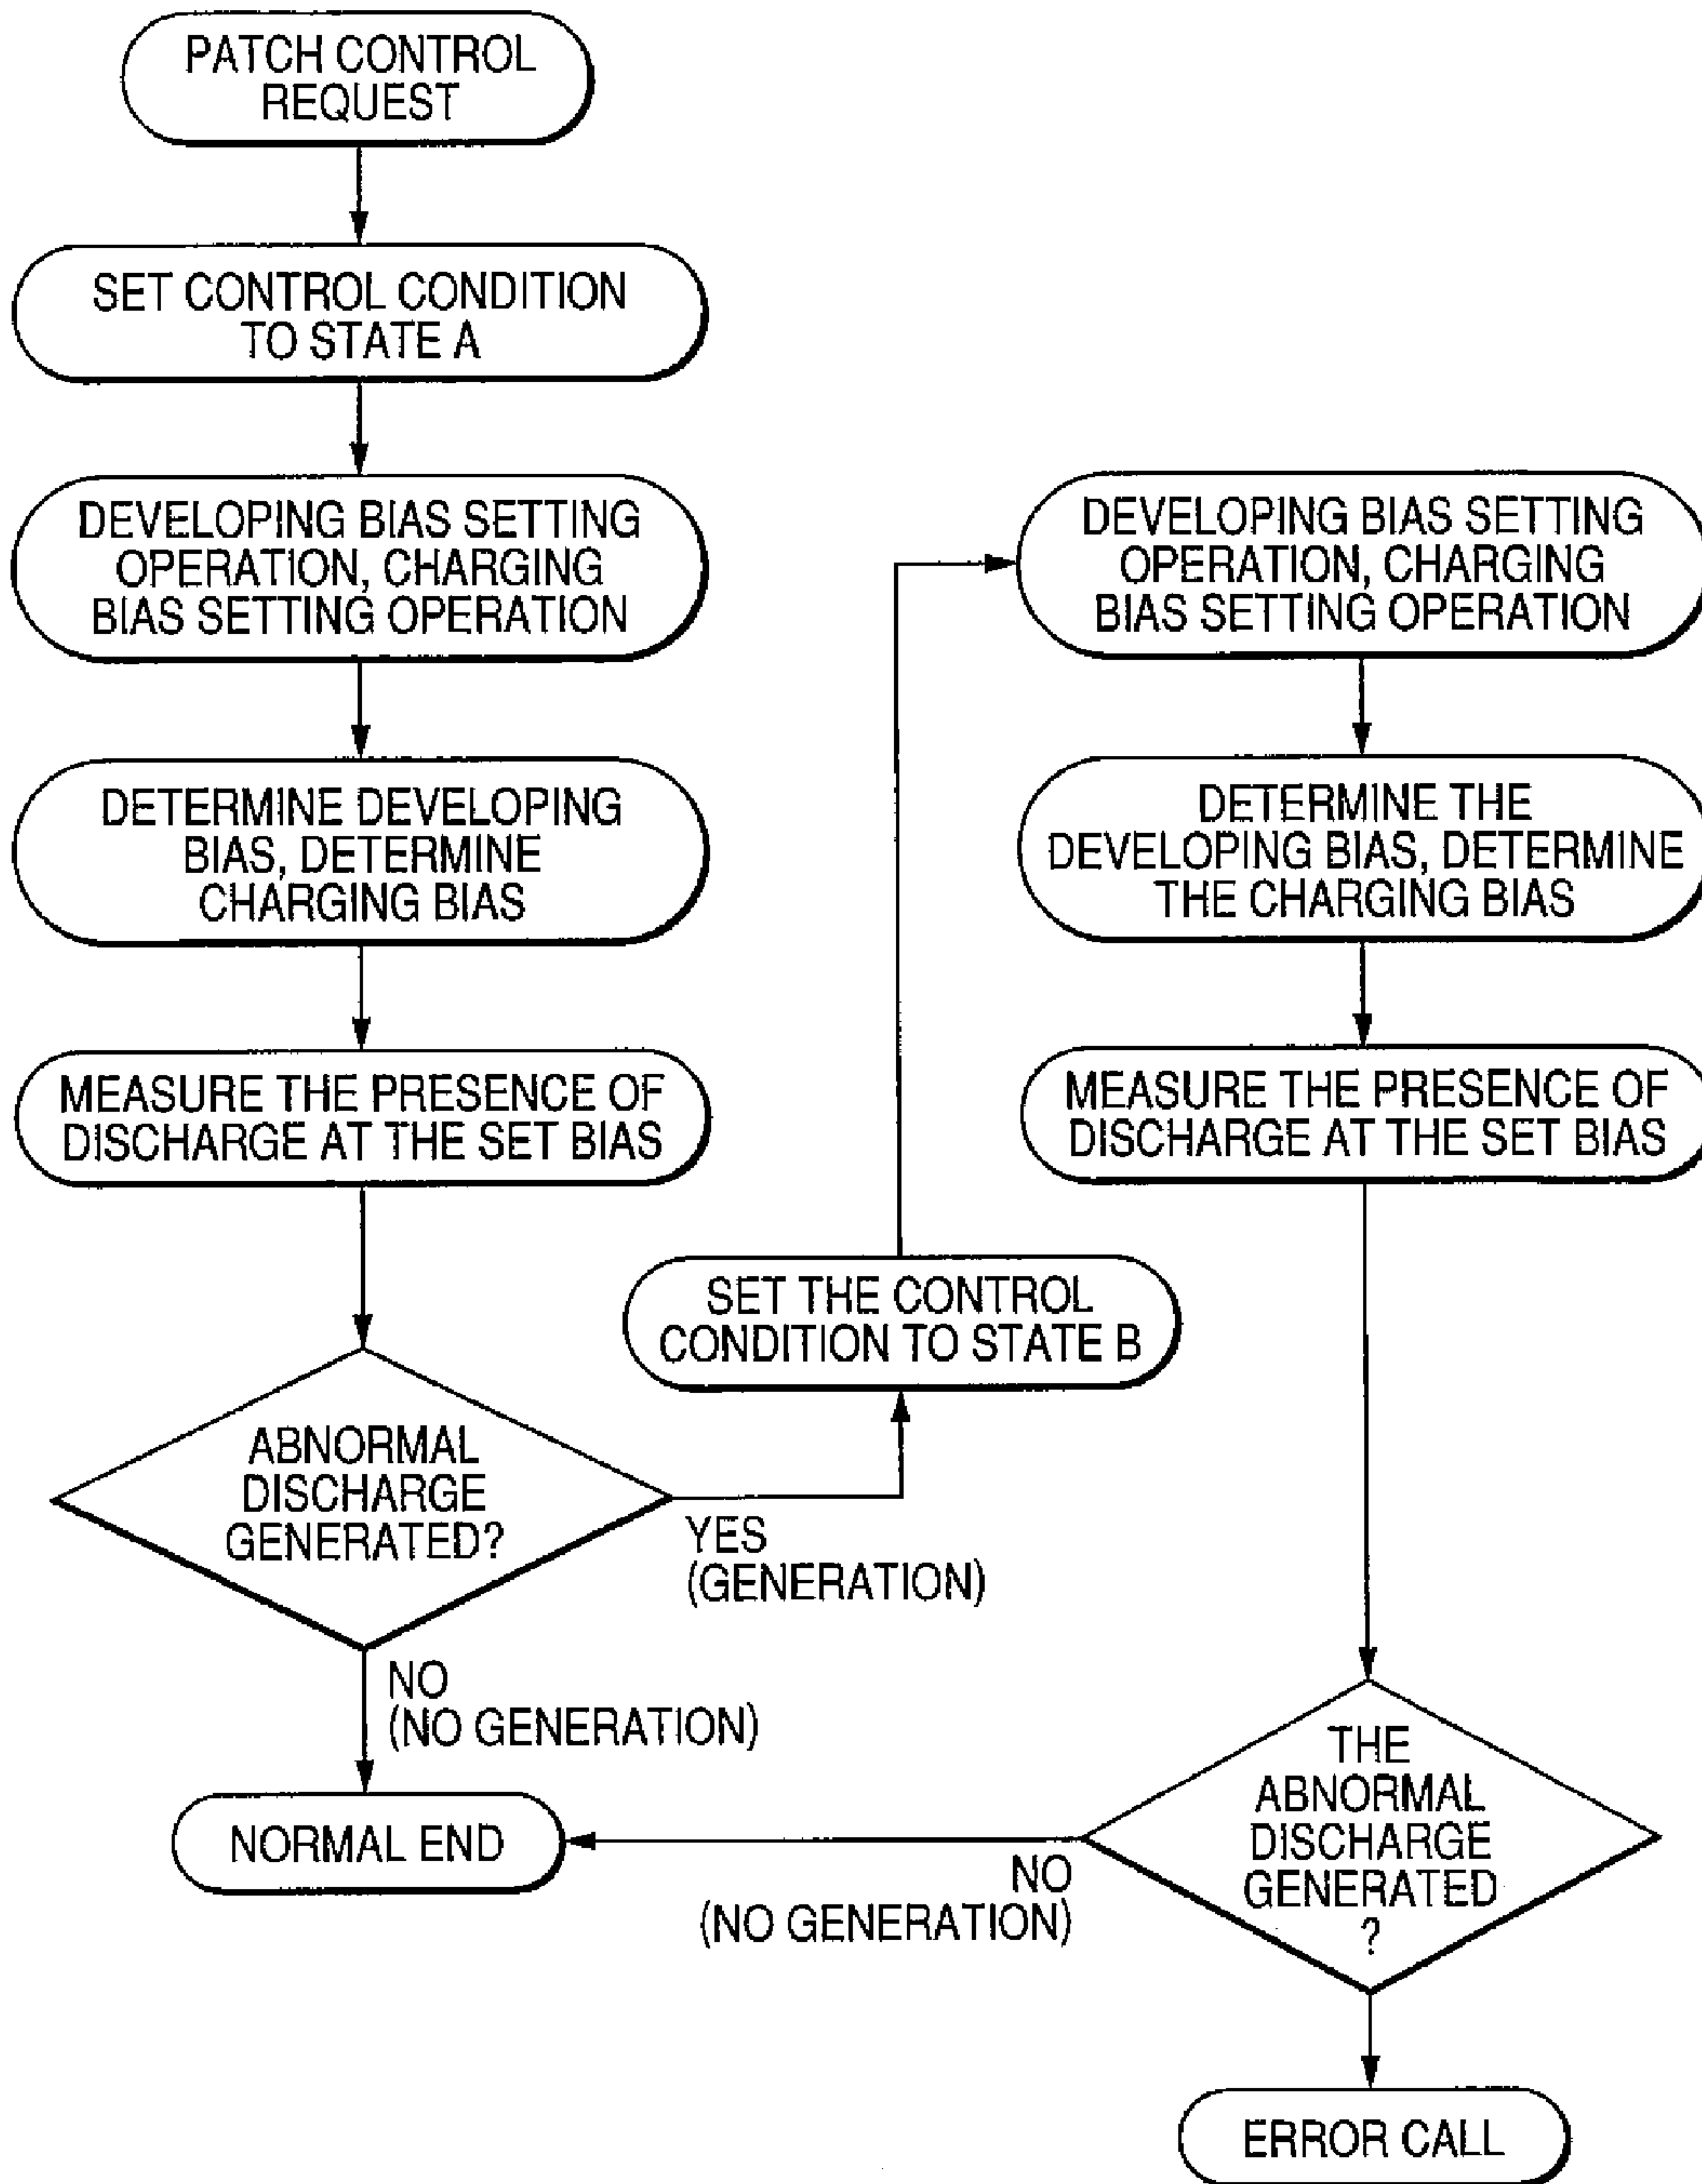 PATCH CONTROL
REQUEST
SET CONTROL CONDITION
TO STATE A
DEVELOPING BIAS SETTING
OPERATION, CHARGING
BIAS SETTING OPERATION
DETERMINE DEVELOPING
BIAS, DETERMINE
CHARGING BIAS
MEASURE THE PRESENCE OF
DISCHARGE AT THE SET BIAS
ABNORMAL
DISCHARGE
GENERATED?
YES
(GENERATION)
NO
(NO GENERATION)
NORMAL END
SET THE CONTROL
CONDITION TO STATE B
DEVELOPING BIAS SETTING
OPERATION, CHARGING
BIAS SETTING OPERATION
DETERMINE THE
DEVELOPING BIAS, DETERMINE
THE CHARGING BIAS
MEASURE THE PRESENCE OF
DISCHARGE AT THE SET BIAS
THE
ABNORMAL
DISCHARGE
GENERATED
?
NO
(NO GENERATION)
ERROR CALL